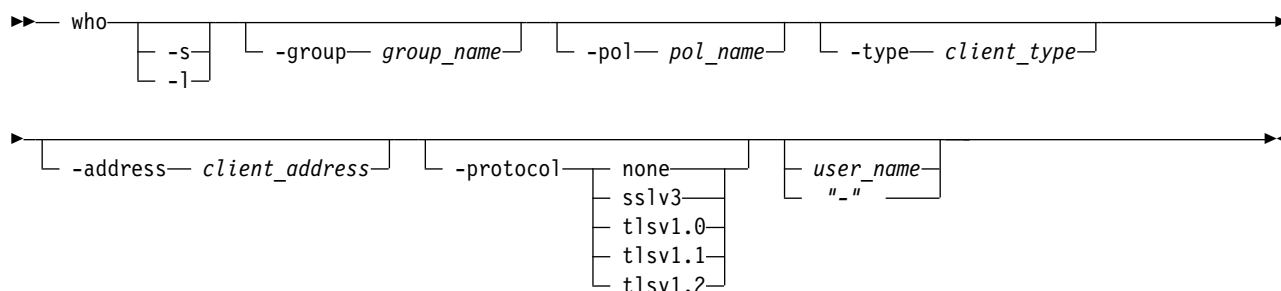 who -s -group group_name -pol pol_name -type client_type
-l
-address client_address -protocol none user_name
sslv3 "-"
tlsv1.0
tlsv1.1
tlsv1.2